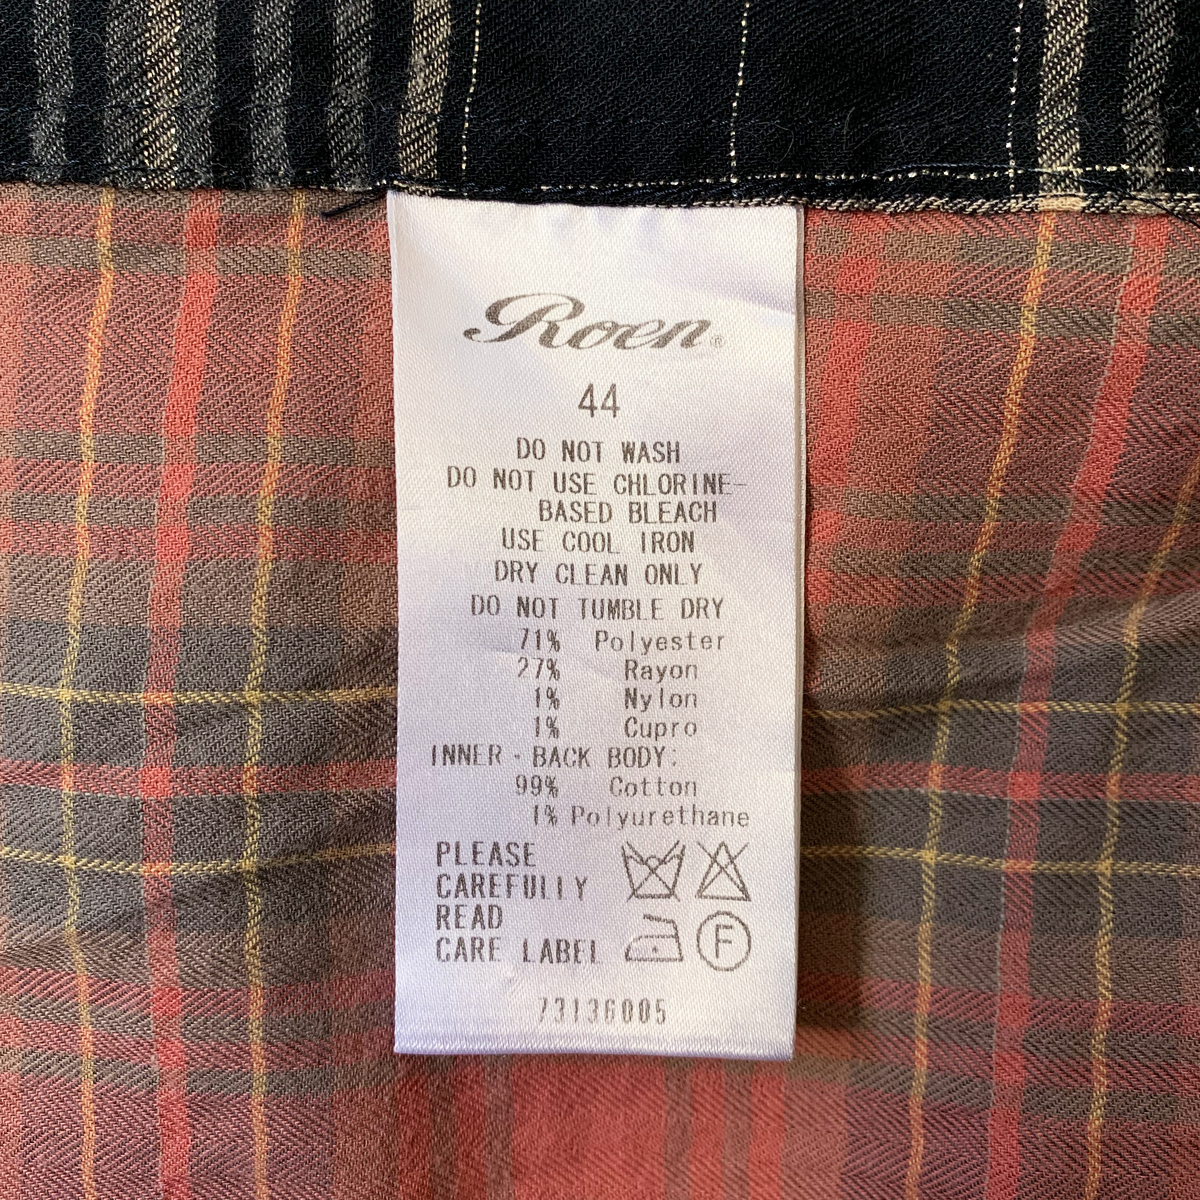 Roen®
44
DO NOT WASH
DO NOT USE CHLORINE-
BASED BLEACH
USE COOL IRON
DRY CLEAN ONLY
DO NOT TUMBLE DRY
71% Polyester
27% Rayon
1% Nylon
1% Cupro
INNER・BACK BODY:
99% Cotton
1% Polyurethane
PLEASE
CAREFULLY
READ
CARE LABEL
F
73136005